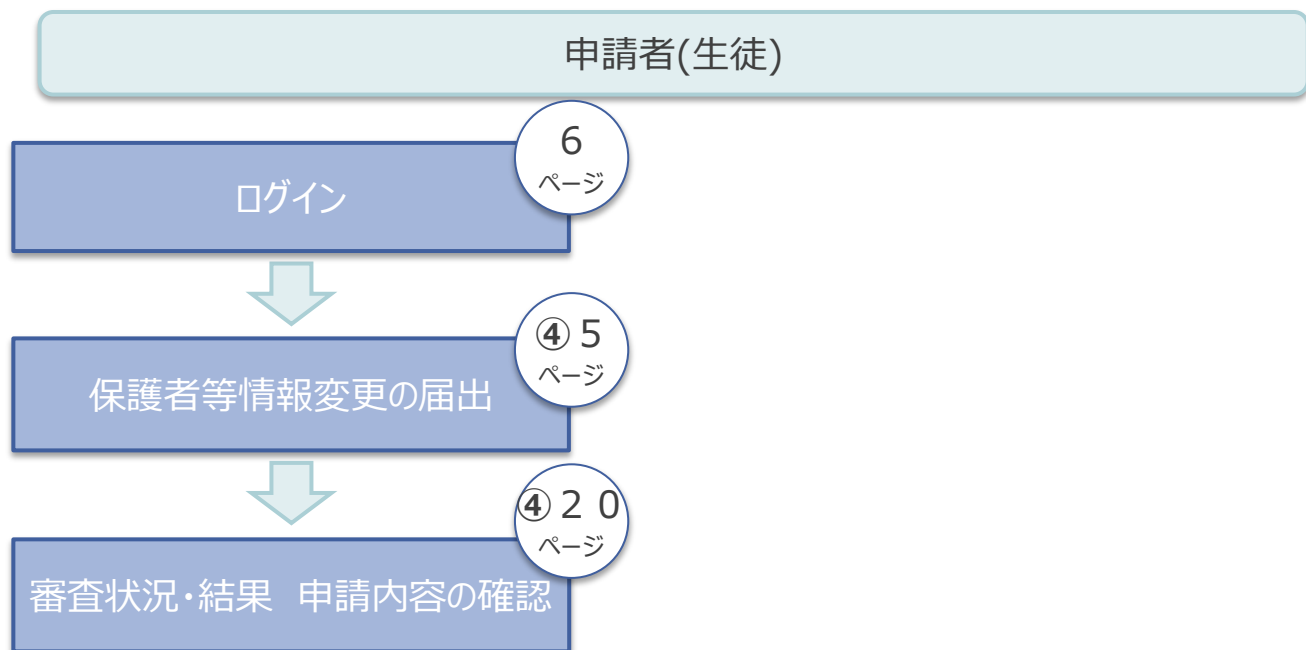 申請者(生徒)
6
ページ
ログイン
④５
ページ
保護者等情報変更の届出
④２０
ページ
審査状況・結果　申請内容の確認